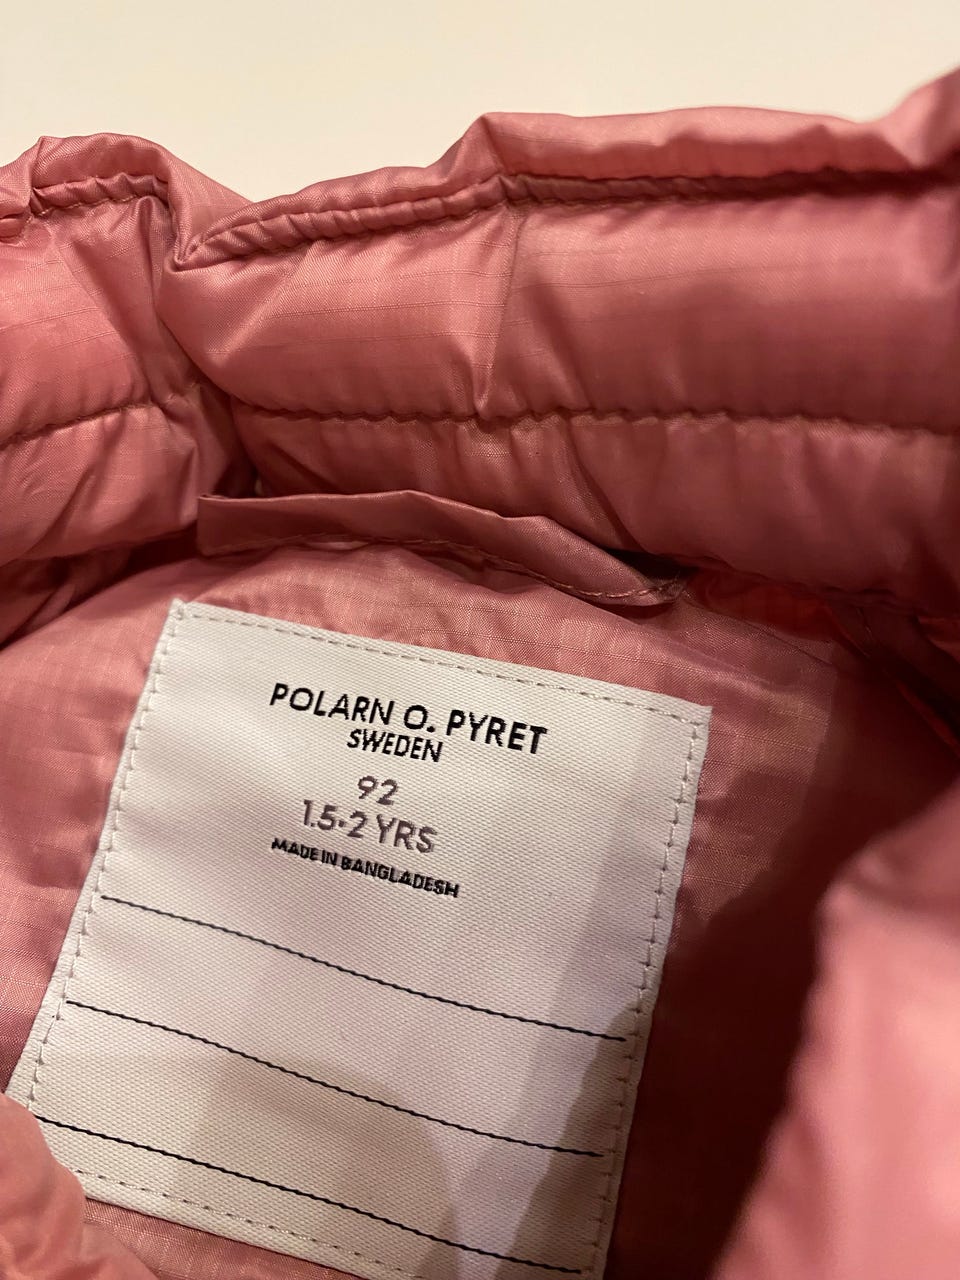 POLARN O. PYRET
SWEDEN
92
1.5-2 YRS
MADE IN BANGLADESH